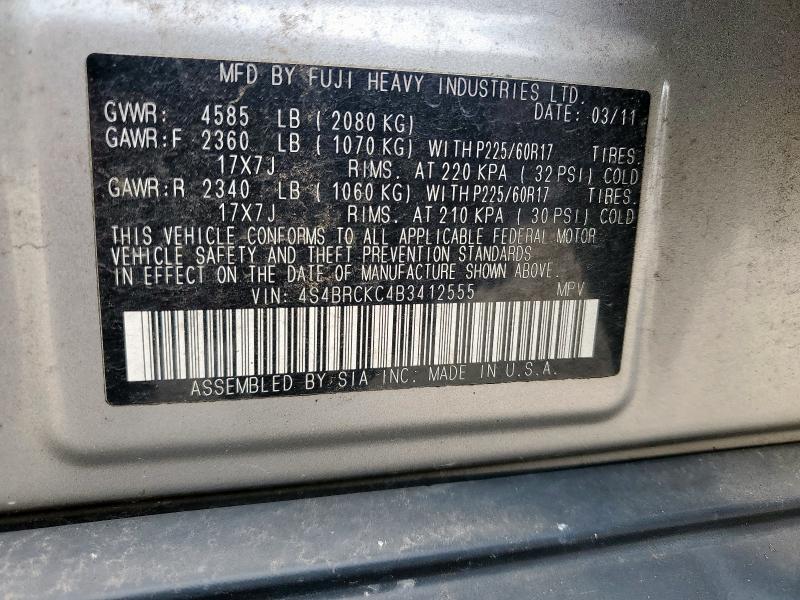 MFD BY FUJI HEAVY INDUSTRIES LTD.
GVWR: 4585 LB ( 2080 KG) DATE: 03/11
GAWR:F 2360 LB ( 1070 KG) WITH P225/60R17 TIRES.
17X7J RIMS. AT 220 KPA ( 32 PSI) COLD
GAWR:R 2340 LB ( 1060 KG) WITH P225/60R17 TIRES.
17X7J RIMS. AT 210 KPA ( 30 PSI) COLD
THIS VEHICLE CONFORMS TO ALL APPLICABLE FEDERAL MOTOR
VEHICLE SAFETY AND THEFT PREVENTION STANDARDS
IN EFFECT ON THE DATE OF MANUFACTURE SHOWN ABOVE.
VIN: 4S4BRCKC4B3412555 MPV
ASSEMBLED BY SIA INC. MADE IN U.S.A.